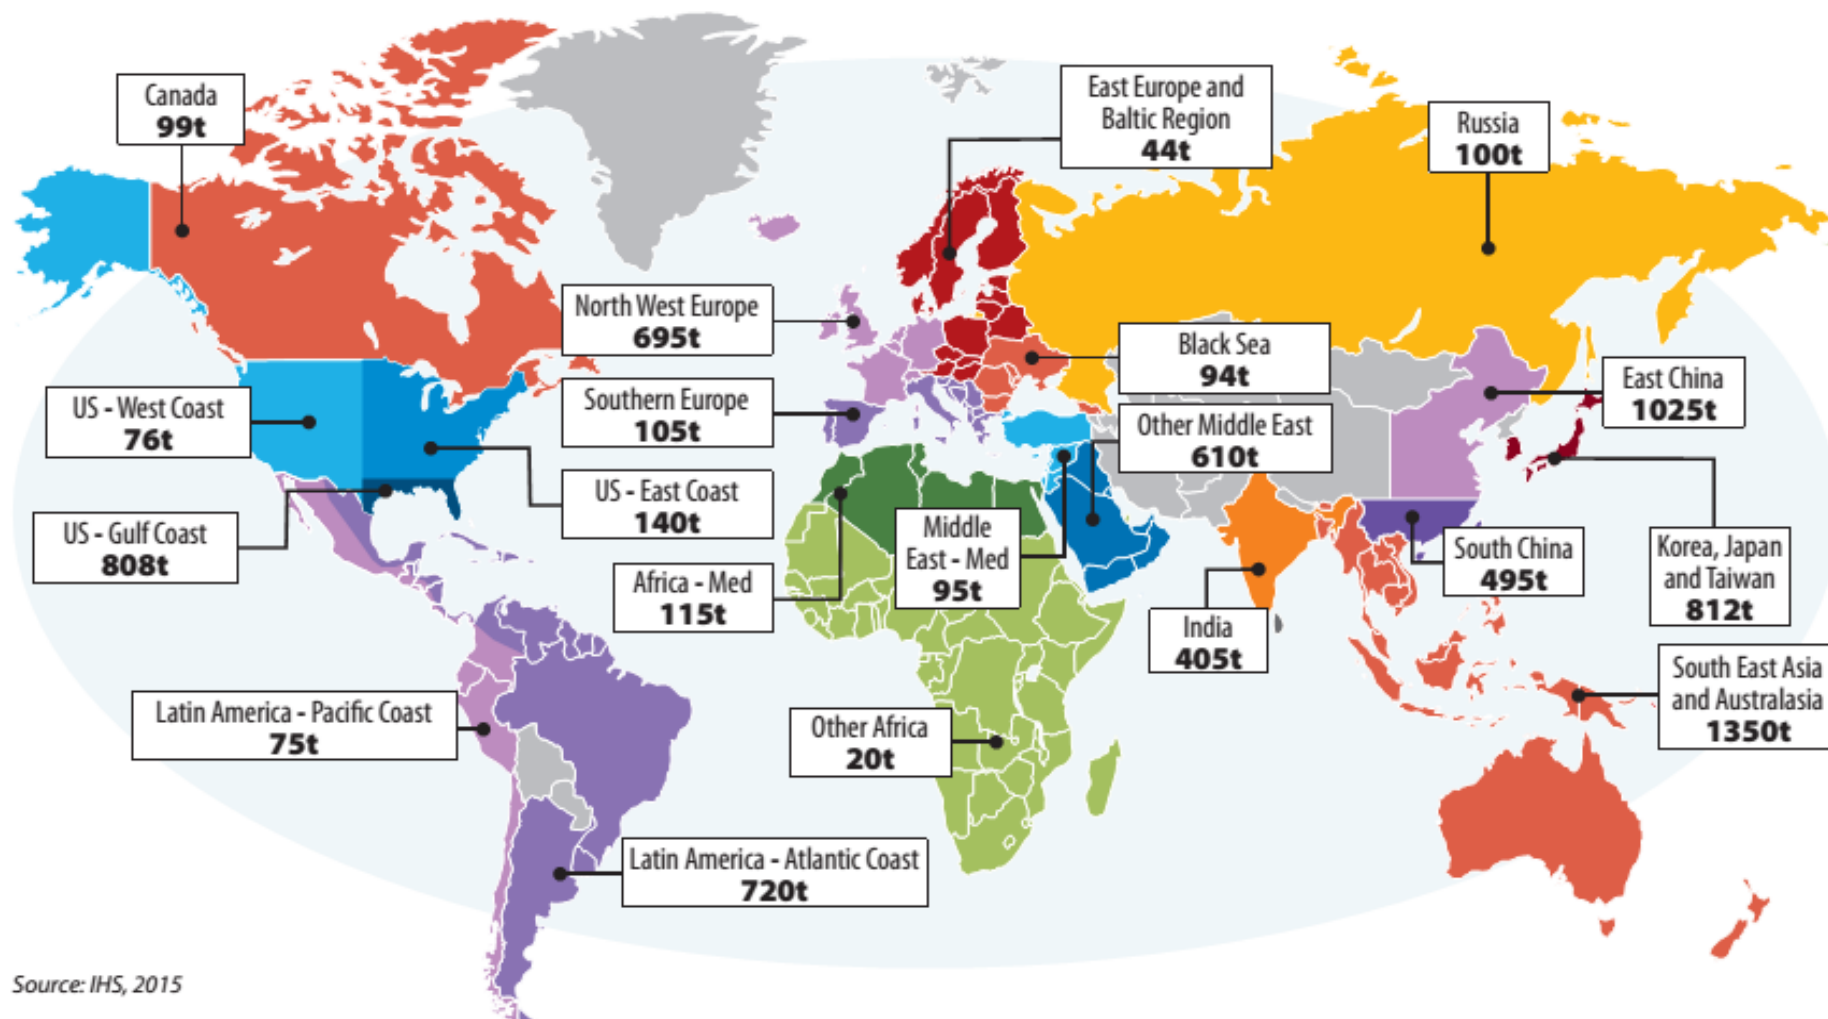 Canada
99t
East Europe and
Baltic Region
44t
Russia
100t
North West Europe
695t
Black Sea
94t
East China
1025t
US - West Coast
76t
Southern Europe
105t
Other Middle East
610t
US - East Coast
140t
US - Gulf Coast
808t
Middle
East - Med
95t
South China
495t
Korea, Japan
and Taiwan
812t
Africa - Med
115t
India
405t
South East Asia
and Australasia
1350t
Latin America - Pacific Coast
75t
Other Africa
20t
Latin America - Atlantic Coast
720t
Source: IHS, 2015